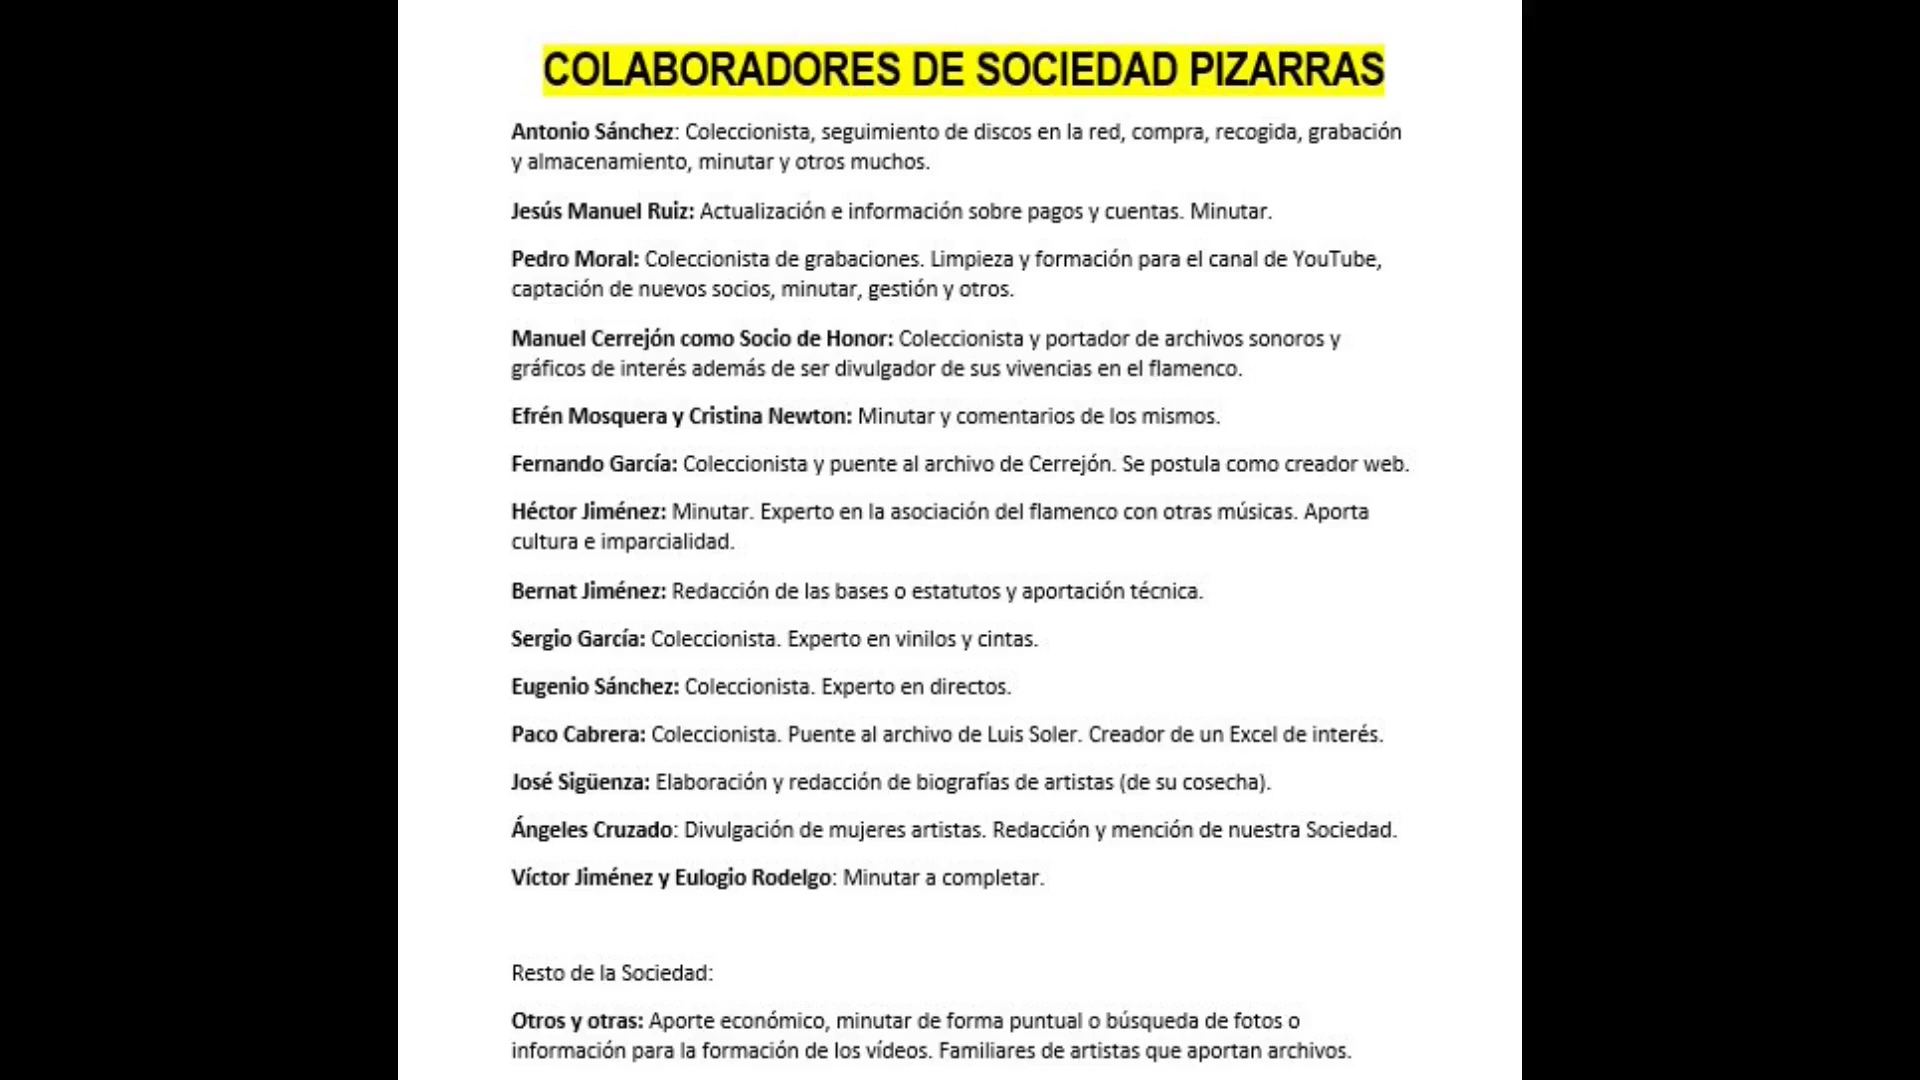 COLABORADORES DE SOCIEDAD PIZARRAS
Antonio Sánchez: Coleccionista, seguimiento de discos en la red, compra, recogida, grabación
y almacenamiento, minutar y otros muchos.
Jesús Manuel Ruiz: Actualización e información sobre pagos y cuentas. Minutar.
Pedro Moral: Coleccionista de grabaciones. Limpieza y formación para el canal de YouTube,
captación de nuevos socios, minutar, gestión y otros.
Manuel Cerrejón como Socio de Honor: Coleccionista y portador de archivos sonoros y
gráficos de interés además de ser divulgador de sus vivencias en el flamenco.
Efrén Mosquera y Cristina Newton: Minutar y comentarios de los mismos.
Fernando García: Coleccionista y puente al archivo de Cerrejón. Se postula como creador web.
Héctor Jiménez: Minutar. Experto en la asociación del flamenco con otras músicas. Aporta
cultura e imparcialidad.
Bernat Jiménez: Redacción de las bases o estatutos y aportación técnica.
Sergio García: Coleccionista. Experto en vinilos y cintas.
Eugenio Sánchez: Coleccionista. Experto en directos.
Paco Cabrera: Coleccionista. Puente al archivo de Luis Soler. Creador de un Excel de interés.
José Sigüenza: Elaboración y redacción de biografías de artistas (de su cosecha).
Ángeles Cruzado: Divulgación de mujeres artistas. Redacción y mención de nuestra Sociedad.
Víctor Jiménez y Eulogio Rodelgo: Minutar a completar.
Resto de la Sociedad:
Otros y otras: Aporte económico, minutar de forma puntual o búsqueda de fotos o
información para la formación de los vídeos. Familiares de artistas que aportan archivos.